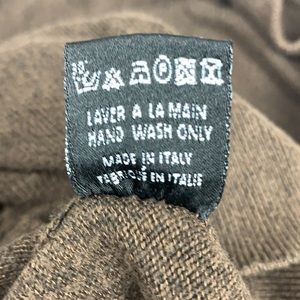 LAVER A LA MAIN
HAND WASH ONLY
MADE IN ITALY
FABRIQUE EN ITALIE